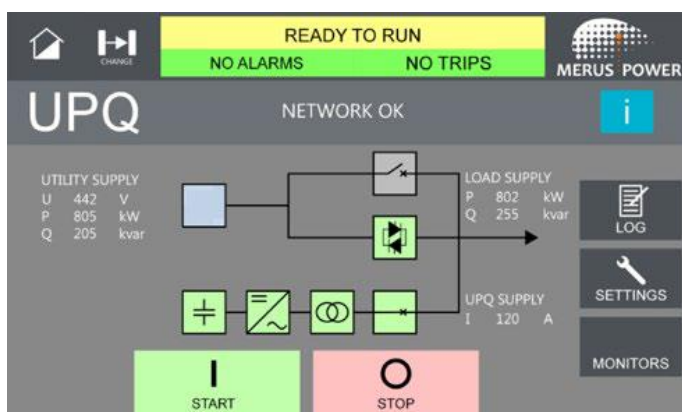 CHANGE
READY TO RUN
NO ALARMS NO TRIPS
MERUS POWER
UPQ
NETWORK OK
i
UTILITY SUPPLY
U 442 V
P 805 kW
Q 205 kvar
LOAD SUPPLY
P 802 kW
Q 255 kvar
LOG
SETTINGS
UPQ SUPPLY
I 120 A
MONITORS
START
STOP